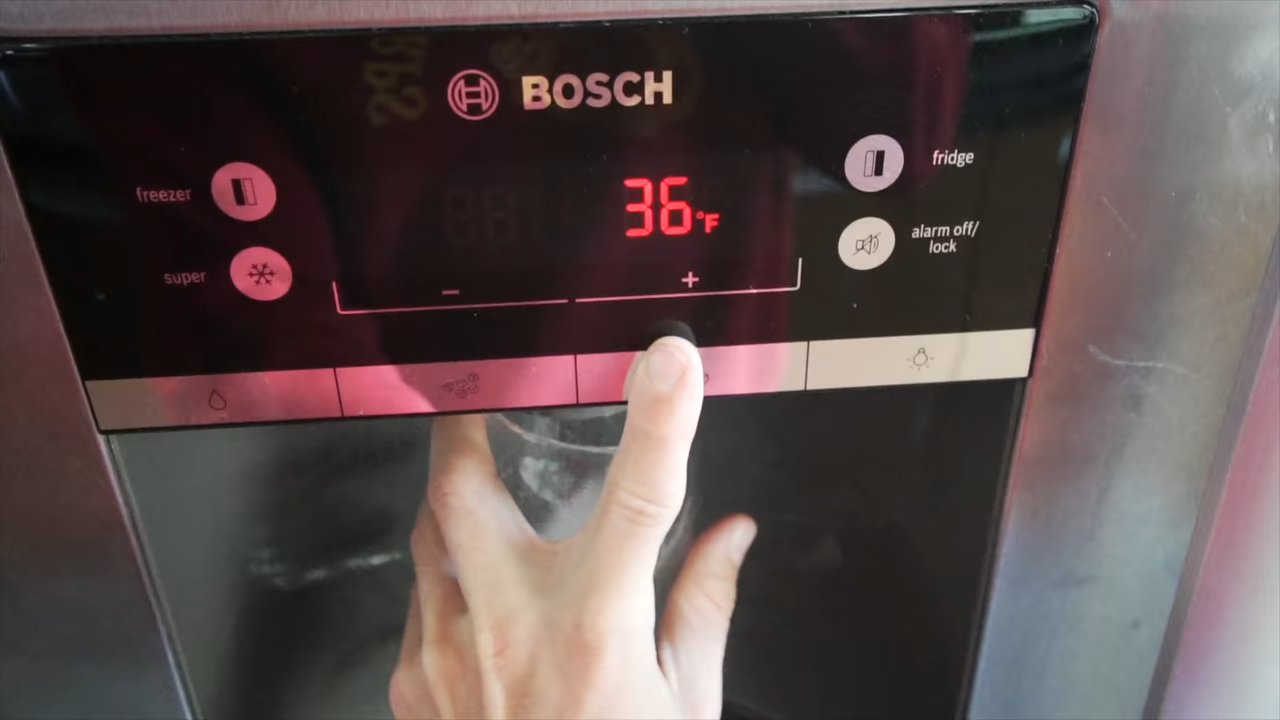 BOSCH
freezer
fridge
36°F
super
alarm off/
lock
- +